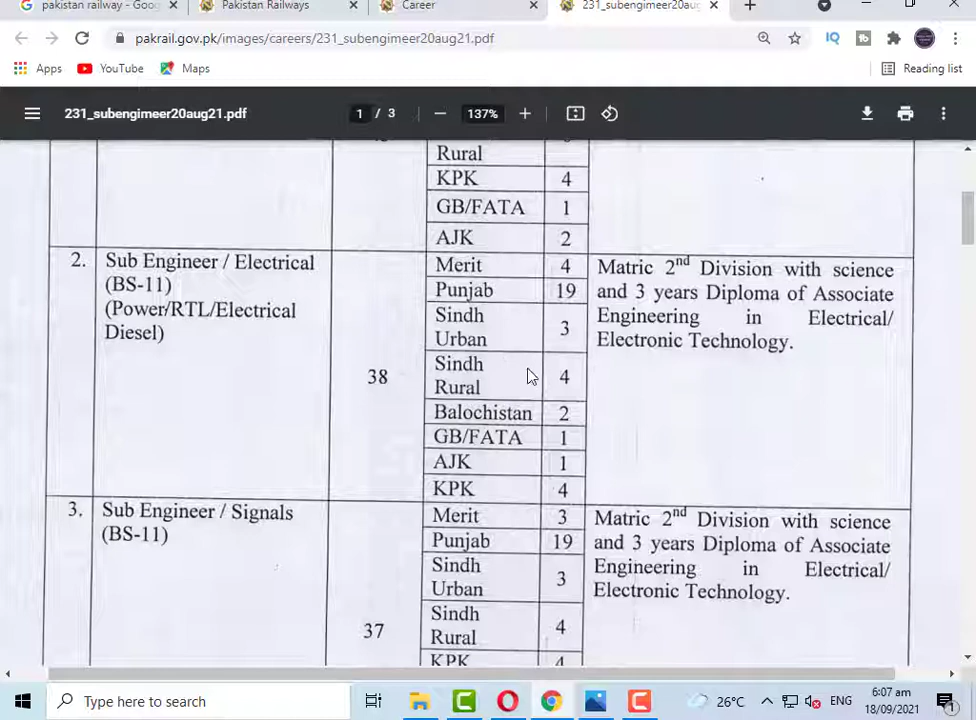 pakistan railway - Goo
Pakistan Railways
Career
231_subengimeer20aug21
pakrail.gov.pk/images/careers/231_subengimeer20aug21.pdf
IQ
Apps
YouTube
Maps
Reading list
231_subengimeer20aug21.pdf
1 / 3
137%
Rural
KPK 4
GB/FATA 1
AJK 2
2. Sub Engineer / Electrical
(BS-11)
(Power/RTL/Electrical
Diesel)
38
Merit 4
Punjab 19
Sindh
Urban 3
Sindh
Rural 4
Balochistan 2
GB/FATA 1
AJK 1
KPK 4
Matric 2nd Division with science
and 3 years Diploma of Associate
Engineering in Electrical/
Electronic Technology.
3. Sub Engineer / Signals
(BS-11)
37
Merit 3
Punjab 19
Sindh
Urban 3
Sindh
Rural 4
KPK 4
Matric 2nd Division with science
and 3 years Diploma of Associate
Engineering in Electrical/
Electronic Technology.
Type here to search
26°C
ENG
6:07 am
18/09/2021
1